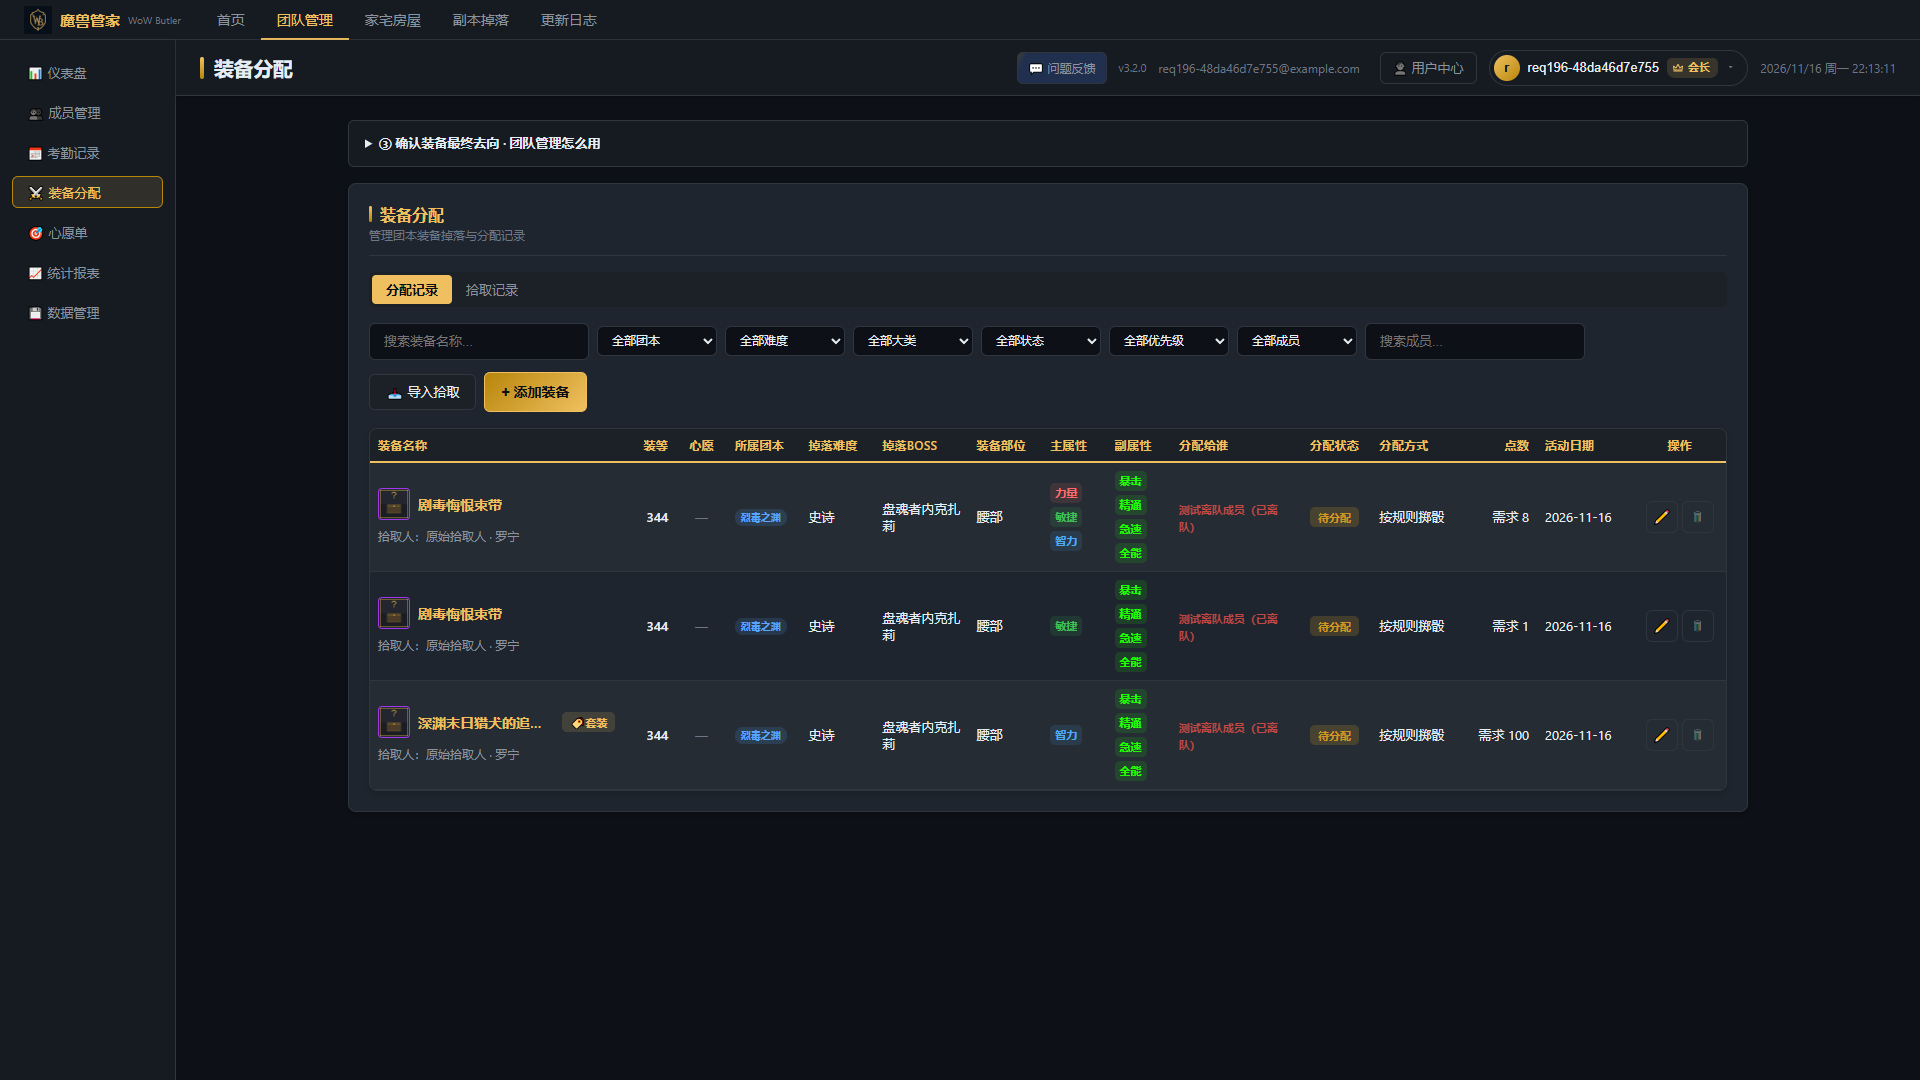 魔兽管家 WoW Butler 首页 团队管理 家宅房屋 副本掉落 更新日志
仪表盘
成员管理
考勤记录
装备分配
心愿单
统计报表
数据管理
装备分配 问题反馈 v3.2.0 req196-48da46d7e755@example.com 用户中心 r req196-48da46d7e755 会长 2026/11/16 周一 22:13:11
③ 确认装备最终去向 · 团队管理怎么用
装备分配
管理团本装备掉落与分配记录
分配记录 拾取记录
搜索装备名称... 全部团本 全部难度 全部大类 全部状态 全部优先级 全部成员 搜索成员...
导入拾取 + 添加装备
装备名称 装等 心愿 所属团本 掉落难度 掉落BOSS 装备部位 主属性 副属性 分配给谁 分配状态 分配方式 点数 活动日期 操作
剧毒悔恨束带 344 — 烈毒之渊 史诗 盘魂者内克扎莉 腰部 力量 敏捷 智力 暴击 精通 急速 全能 测试离队成员（已离队） 待分配 按规则掷骰 需求 8 2026-11-16
拾取人：原始拾取人 · 罗宁
剧毒悔恨束带 344 — 烈毒之渊 史诗 盘魂者内克扎莉 腰部 敏捷 暴击 精通 急速 全能 测试离队成员（已离队） 待分配 按规则掷骰 需求 1 2026-11-16
拾取人：原始拾取人 · 罗宁
深渊末日猎犬的追... 套装 344 — 烈毒之渊 史诗 盘魂者内克扎莉 腰部 智力 暴击 精通 急速 全能 测试离队成员（已离队） 待分配 按规则掷骰 需求 100 2026-11-16
拾取人：原始拾取人 · 罗宁